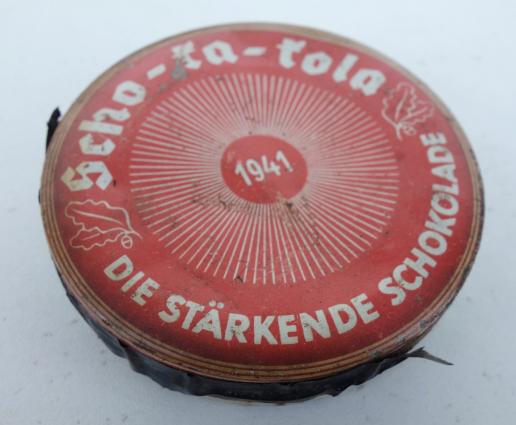 Scho-ka-kola
1941
DIE STÄRKENDE SCHOKOLADE